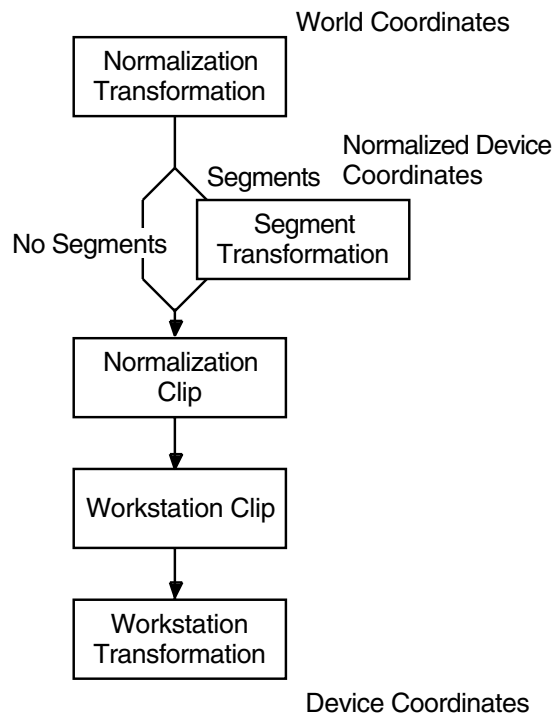 World Coordinates
Normalization
Transformation
Normalized Device
Coordinates
Segments
No Segments
Segment
Transformation
Normalization
Clip
Workstation Clip
Workstation
Transformation
Device Coordinates